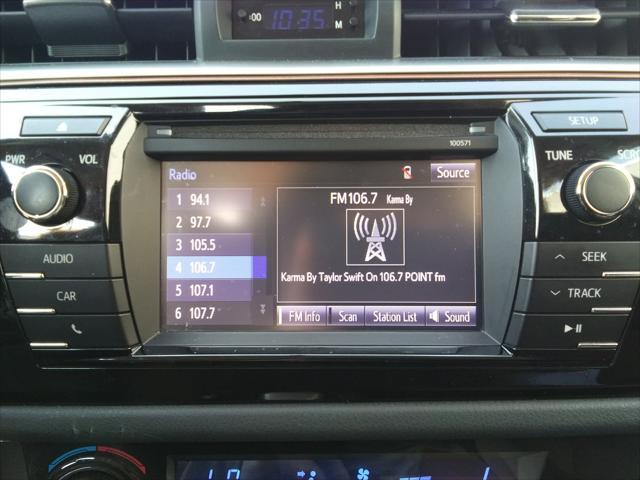 :00 10:35 H
M
100571
SETUP
PWR VOL
TUNE SCROLL
Radio
Source
1 94.1
2 97.7
3 105.5
4 106.7
5 107.1
6 107.7
FM106.7 Karma By
Karma By Taylor Swift On 106.7 POINT fm
FM Info Scan Station List Sound
AUDIO
CAR
SEEK
TRACK